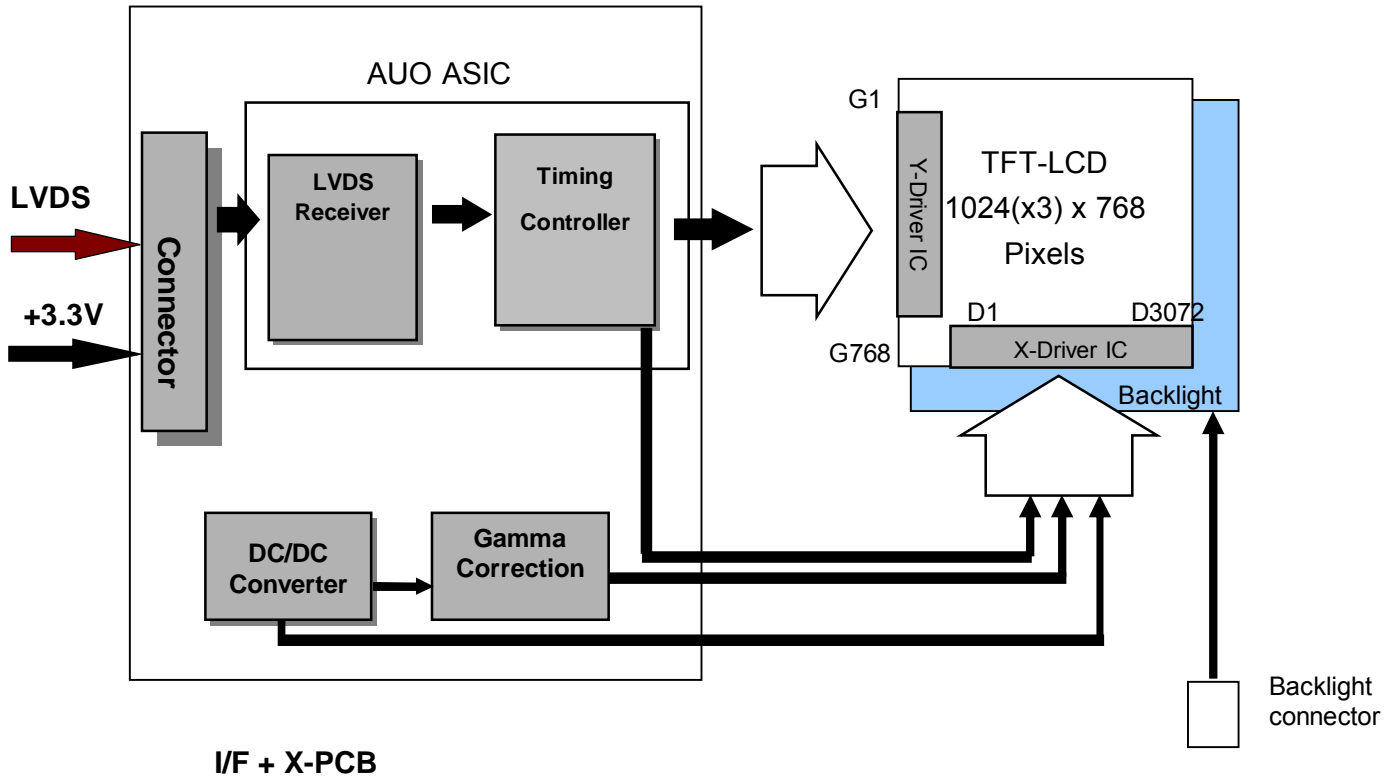 AUO ASIC
LVDS
+3.3V
Connector
LVDS
Receiver
Timing
Controller
DC/DC
Converter
Gamma
Correction
G1
G768
Y-Driver IC
TFT-LCD
1024(x3) x 768
Pixels
D1
D3072
X-Driver IC
Backlight
Backlight
connector
I/F + X-PCB